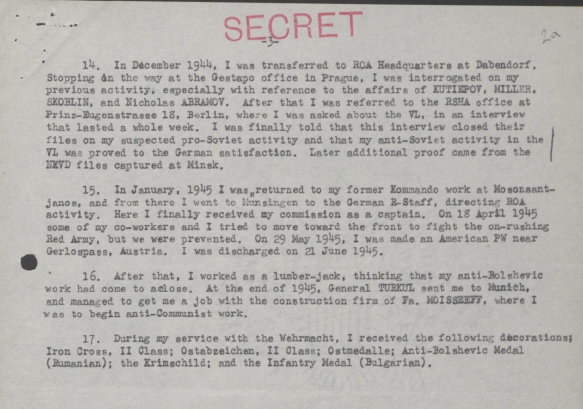 SECRET
-3-
2a
14. In December 1944, I was transferred to ROA Headquarters at Dabendorf.
Stopping on the way at the Gestapo office in Prague, I was interrogated on my
previous activity, especially with reference to the affairs of KUTIEPOV, MILLER,
SKOBLIN, and Nicholas ABRAMOV. After that I was referred to the RSHA office at
Prinz-Eugenstrasse 18, Berlin, where I was asked about the VL, in an interview
that lasted a whole week. I was finally told that this interview closed their
files on my suspected pro-Soviet activity and that my anti-Soviet activity in the
VL was proved to the German satisfaction. Later additional proof came from the
NKVD files captured at Minsk.
15. In January, 1945 I was returned to my former Kommando work at Mosonszent-
janos, and from there I went to Munsingen to the German R-Staff, directing ROA
activity. Here I finally received my commission as a captain. On 18 April 1945
some of my co-workers and I tried to move toward the front to fight the on-rushing
Red Army, but we were prevented. On 29 May 1945, I was made an American PW near
Gerlospass, Austria. I was discharged on 21 June 1945.
16. After that, I worked as a lumber-jack, thinking that my anti-Bolshevic
work had come to aclose. At the end of 1945, General TURKUL sent me to Munich,
and managed to get me a job with the construction firm of Fa. MOISSEEFF, where I
was to begin anti-Communist work.
17. During my service with the Wehrmacht, I received the following decorations;
Iron Cross, II Class; Ostabzeichen, II Class; Ostmedalle; Anti-Bolshevic Medal
(Rumanian); the Krimschild; and the Infantry Medal (Bulgarian).